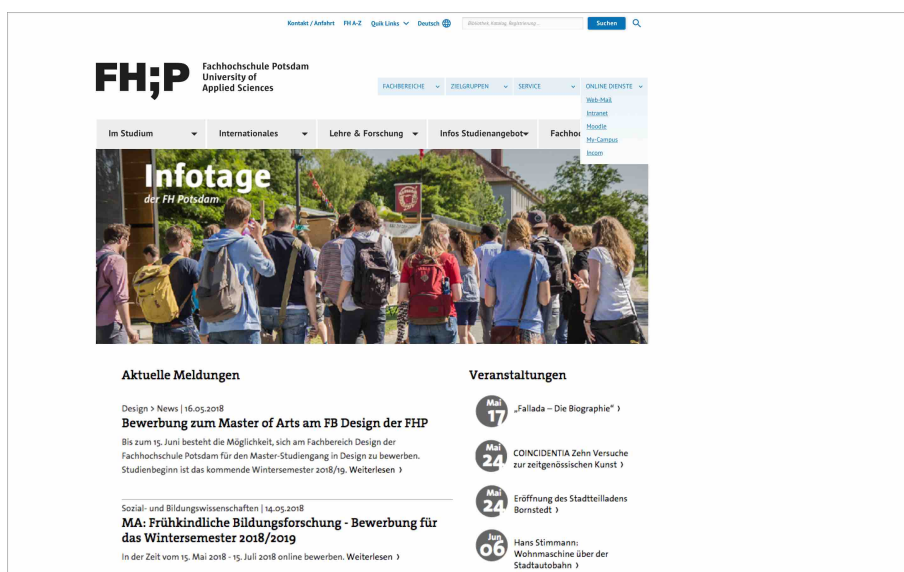 Kontakt / Anfahrt FH A-Z Quik Links Deutsch Bibliothek, Katalog, Registrierung... Suchen
FH;P
Fachhochschule Potsdam
University of
Applied Sciences
FACHBEREICHE ZIELGRUPPEN SERVICE ONLINE DIENSTE
Web-Mail
Intranet
Moodle
My-Campus
Incom
Im Studium Internationales Lehre & Forschung Infos Studienangebot
Infotage
der FH Potsdam
Aktuelle Meldungen
Design > News | 16.05.2018
Bewerbung zum Master of Arts am FB Design der FHP
Bis zum 15. Juni besteht die Möglichkeit, sich am Fachbereich Design der
Fachhochschule Potsdam für den Master-Studiengang in Design zu bewerben.
Studienbeginn ist das kommende Wintersemester 2018/19. Weiterlesen ›
Sozial- und Bildungswissenschaften | 14.05.2018
MA: Frühkindliche Bildungsforschung - Bewerbung für
das Wintersemester 2018/2019
In der Zeit vom 15. Mai 2018 - 15. Juli 2018 online bewerben. Weiterlesen ›
Veranstaltungen
Mai
17
„Fallada – Die Biographie“ ›
Mai
24
COINCIDENTIA Zehn Versuche
zur zeitgenössischen Kunst ›
Mai
24
Eröffnung des Stadtteilladens
Bornstedt ›
Jun
06
Hans Stimmann:
Wohnmaschine über der
Stadtautobahn ›